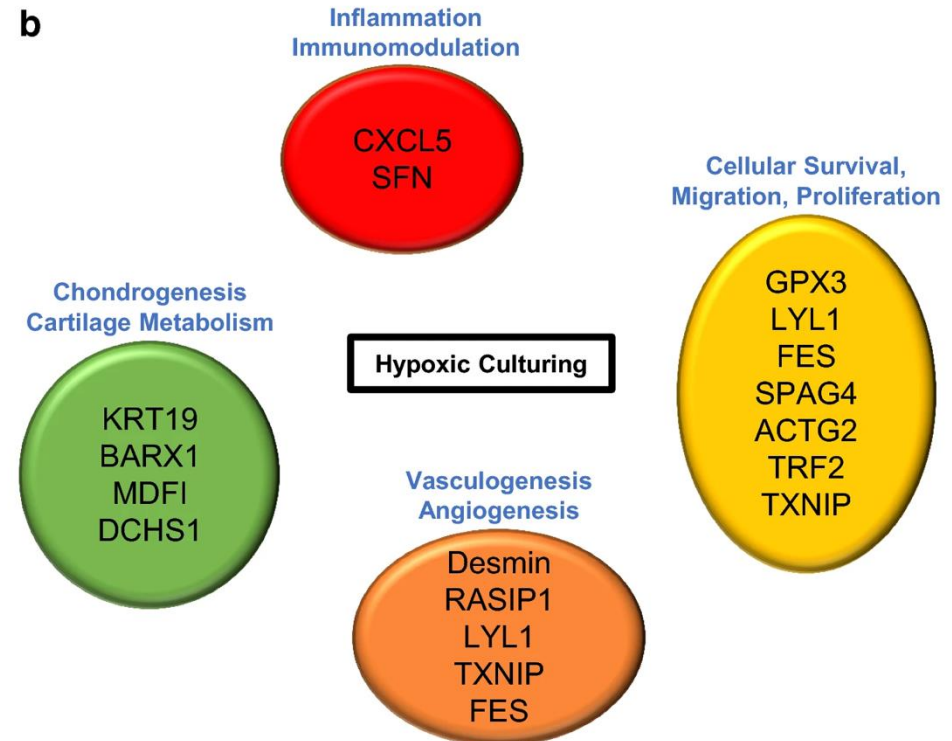 b
Inflammation
Immunomodulation
CXCL5
SFN
Cellular Survival,
Migration, Proliferation
GPX3
LYL1
FES
SPAG4
ACTG2
TRF2
TXNIP
Chondrogenesis
Cartilage Metabolism
KRT19
BARX1
MDFI
DCHS1
Hypoxic Culturing
Vasculogenesis
Angiogenesis
Desmin
RASIP1
LYL1
TXNIP
FES